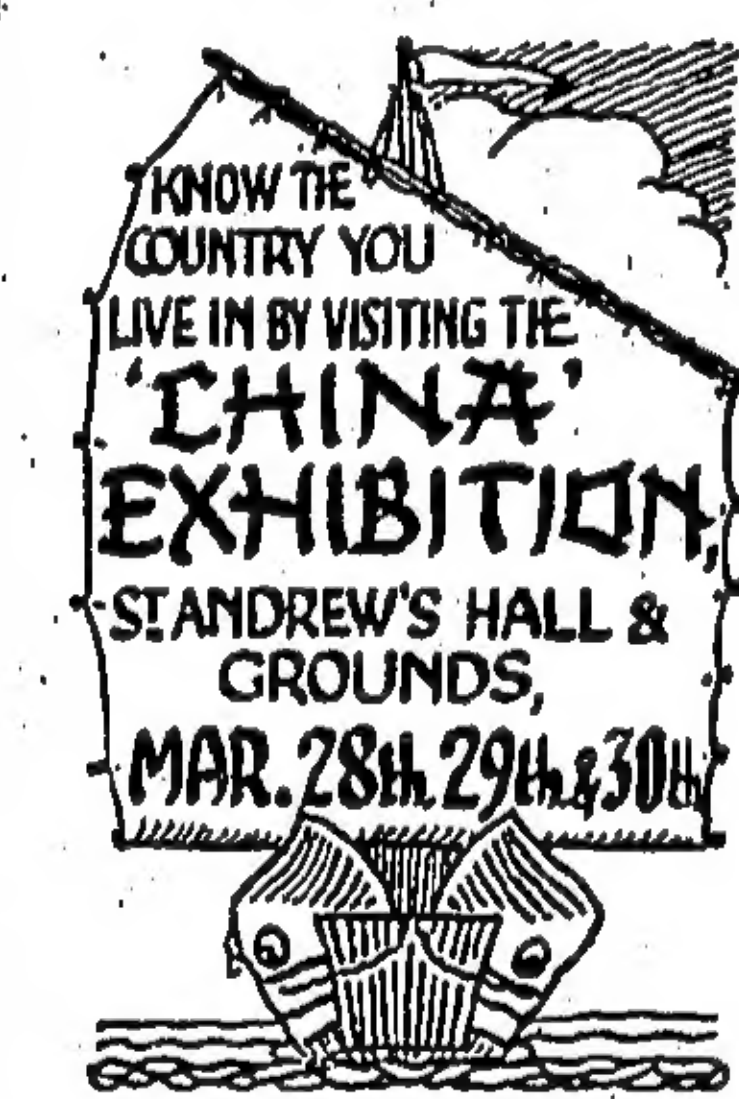 KNOW THE
COUNTRY YOU
LIVE IN BY VISITING THE
'CHINA'
EXHIBITION,
ST ANDREW'S HALL &
GROUNDS,
MAR. 28th 29th & 30th